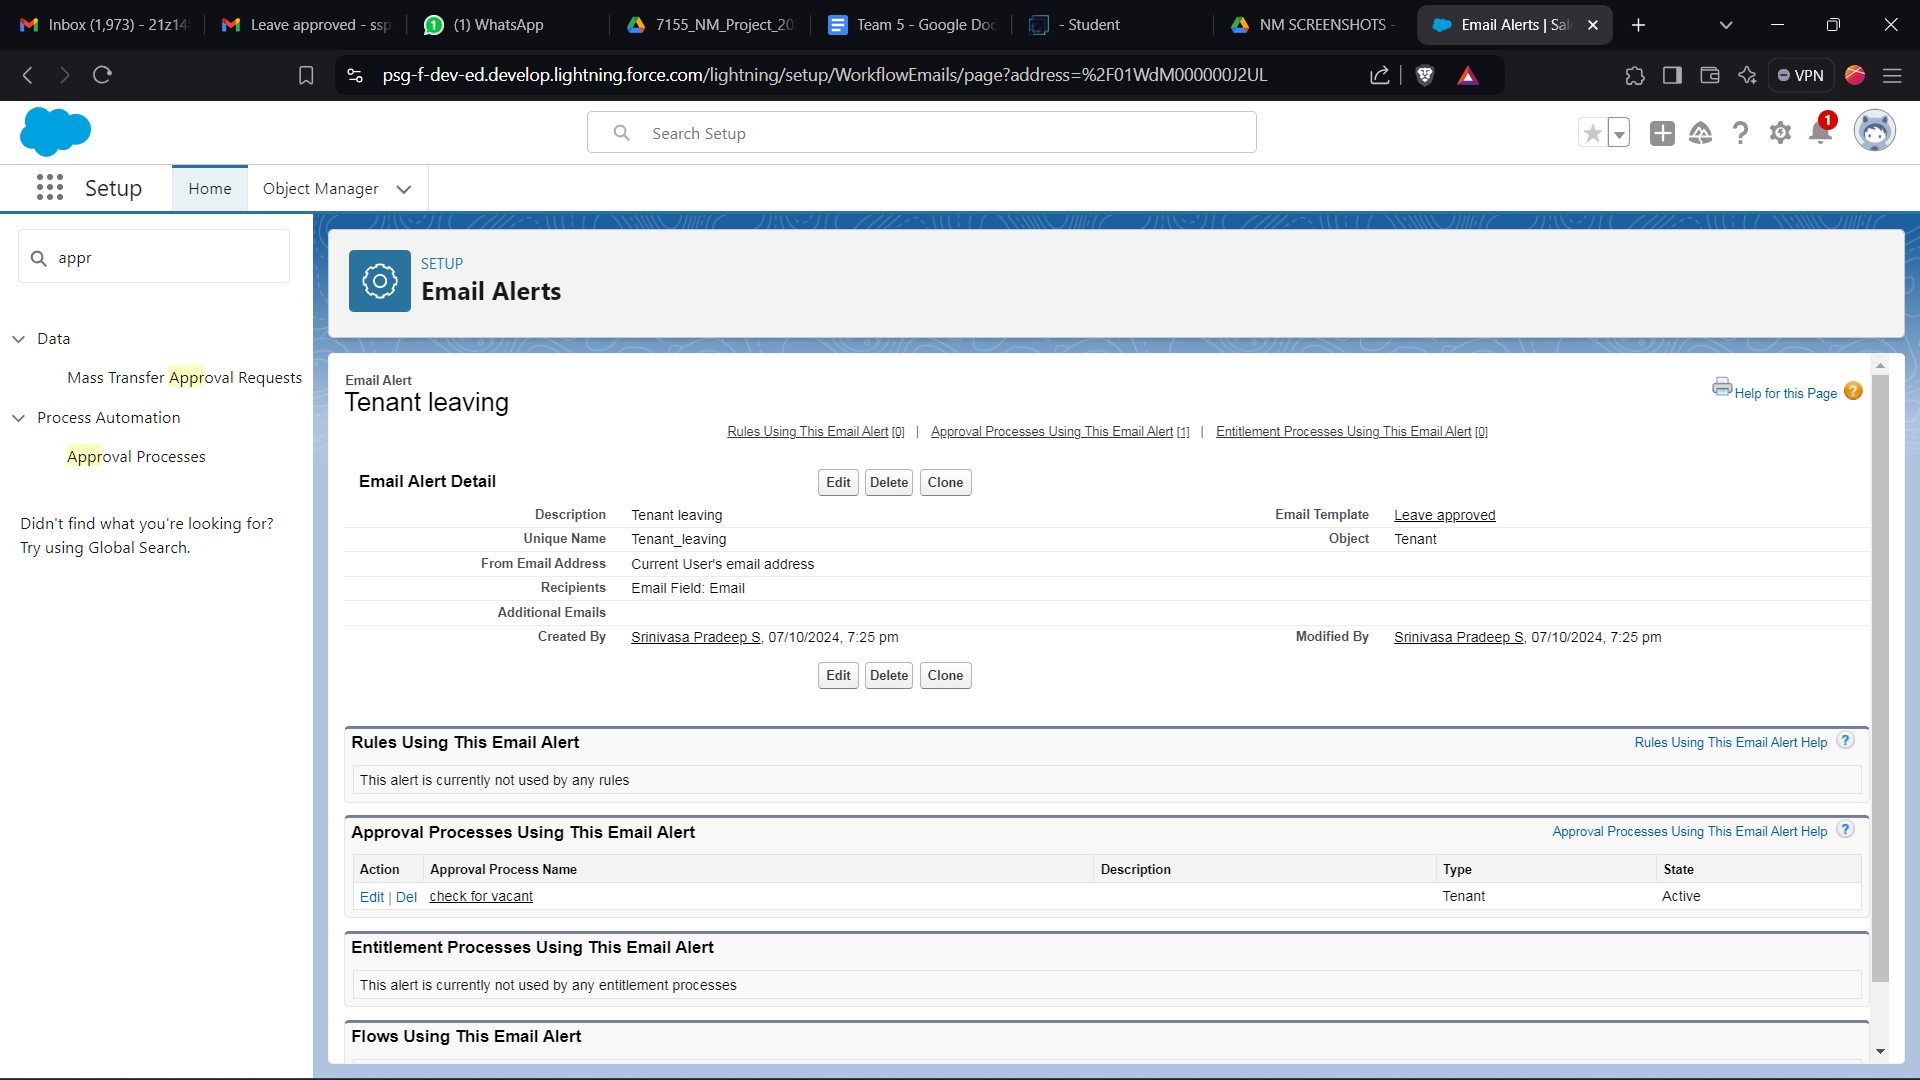 Inbox (1,973) - 21z14
Leave approved - ssp
(1) WhatsApp
7155_NM_Project_20
Team 5 - Google Doc
- Student
NM SCREENSHOTS -
Email Alerts | Sal
psg-f-dev-ed.develop.lightning.force.com/lightning/setup/WorkflowEmails/page?address=%2F01WdM000000J2UL
VPN
Search Setup
1
Setup
Home
Object Manager
appr
Data
Mass Transfer Approval Requests
Process Automation
Approval Processes
Didn't find what you're looking for?
Try using Global Search.
SETUP
Email Alerts
Email Alert
Tenant leaving
Help for this Page
Rules Using This Email Alert [0] | Approval Processes Using This Email Alert [1] | Entitlement Processes Using This Email Alert [0]
Email Alert Detail
Edit Delete Clone
Description Tenant leaving Email Template Leave approved
Unique Name Tenant_leaving Object Tenant
From Email Address Current User's email address
Recipients Email Field: Email
Additional Emails
Created By Srinivasa Pradeep S, 07/10/2024, 7:25 pm Modified By Srinivasa Pradeep S, 07/10/2024, 7:25 pm
Edit Delete Clone
Rules Using This Email Alert
Rules Using This Email Alert Help ?
This alert is currently not used by any rules
Approval Processes Using This Email Alert
Approval Processes Using This Email Alert Help ?
Action Approval Process Name Description Type State
Edit | Del check for vacant Tenant Active
Entitlement Processes Using This Email Alert
This alert is currently not used by any entitlement processes
Flows Using This Email Alert